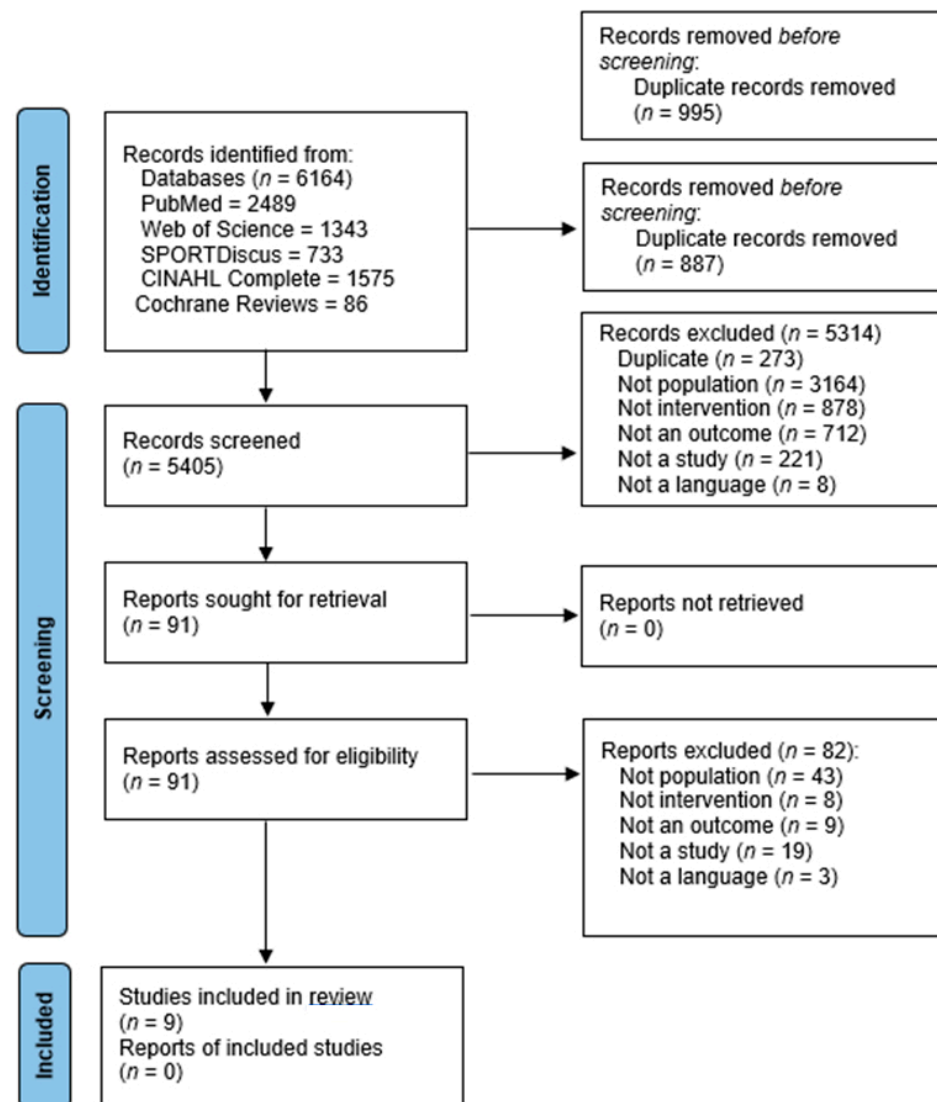 Identification
Records identified from:
Databases (n = 6164)
PubMed = 2489
Web of Science = 1343
SPORTDiscus = 733
CINAHL Complete = 1575
Cochrane Reviews = 86
Records removed before
screening:
Duplicate records removed
(n = 995)
Records removed before
screening:
Duplicate records removed
(n = 887)
Screening
Records screened
(n = 5405)
Records excluded (n = 5314)
Duplicate (n = 273)
Not population (n = 3164)
Not intervention (n = 878)
Not an outcome (n = 712)
Not a study (n = 221)
Not a language (n = 8)
Reports sought for retrieval
(n = 91)
Reports not retrieved
(n = 0)
Reports assessed for eligibility
(n = 91)
Reports excluded (n = 82):
Not population (n = 43)
Not intervention (n = 8)
Not an outcome (n = 9)
Not a study (n = 19)
Not a language (n = 3)
Included
Studies included in review
(n = 9)
Reports of included studies
(n = 0)